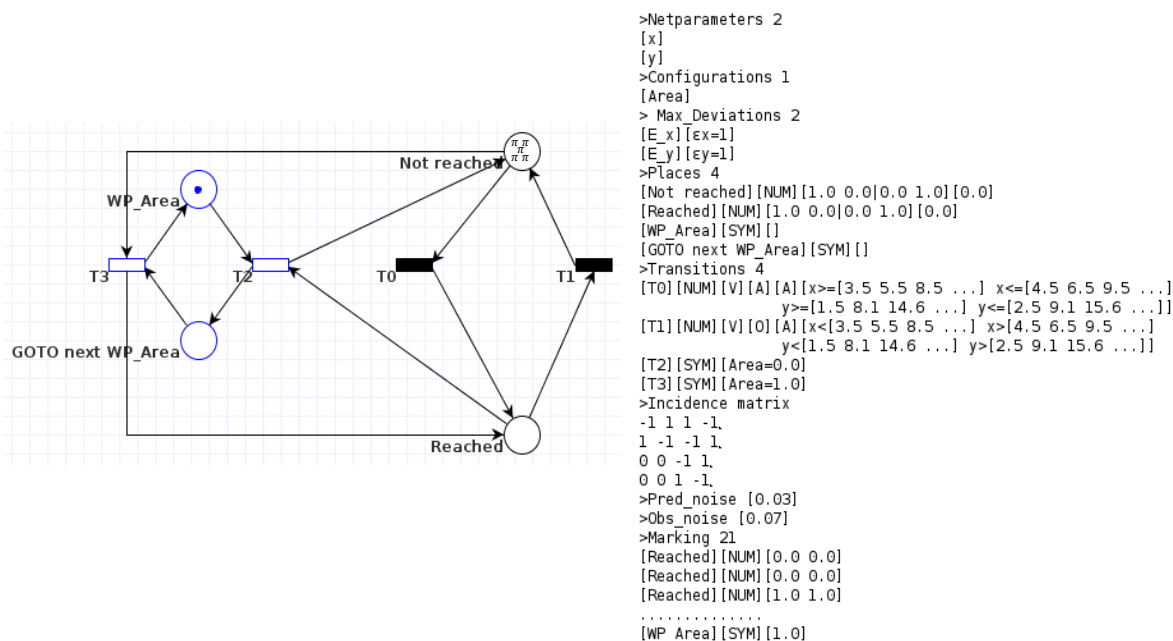 Not reached
WP_Area
T3
T2
T0
T1
GOTO next WP_Area
Reached
π π
π
π π
>Netparameters 2
[x]
[y]
>Configurations 1
[Area]
> Max_Deviations 2
[E_x][εx=1]
[E_y][εy=1]
>Places 4
[Not reached][NUM][1.0 0.0|0.0 1.0][0.0]
[Reached][NUM][1.0 0.0|0.0 1.0][0.0]
[WP_Area][SYM][]
[GOTO next WP_Area][SYM][]
>Transitions 4
[T0][NUM][V][A][A][x>=[3.5 5.5 8.5 ...] x<=[4.5 6.5 9.5 ...]
y>=[1.5 8.1 14.6 ...] y<=[2.5 9.1 15.6 ...]]
[T1][NUM][V][O][A][x<[3.5 5.5 8.5 ...] x>[4.5 6.5 9.5 ...]
y<[1.5 8.1 14.6 ...] y>[2.5 9.1 15.6 ...]]
[T2][SYM][Area=0.0]
[T3][SYM][Area=1.0]
>Incidence matrix
-1 1 1 -1.
1 -1 -1 1.
0 0 -1 1.
0 0 1 -1.
>Pred_noise [0.03]
>Obs_noise [0.07]
>Marking 21
[Reached][NUM][0.0 0.0]
[Reached][NUM][0.0 0.0]
[Reached][NUM][1.0 1.0]
..............
[WP Area][SYM][1.0]